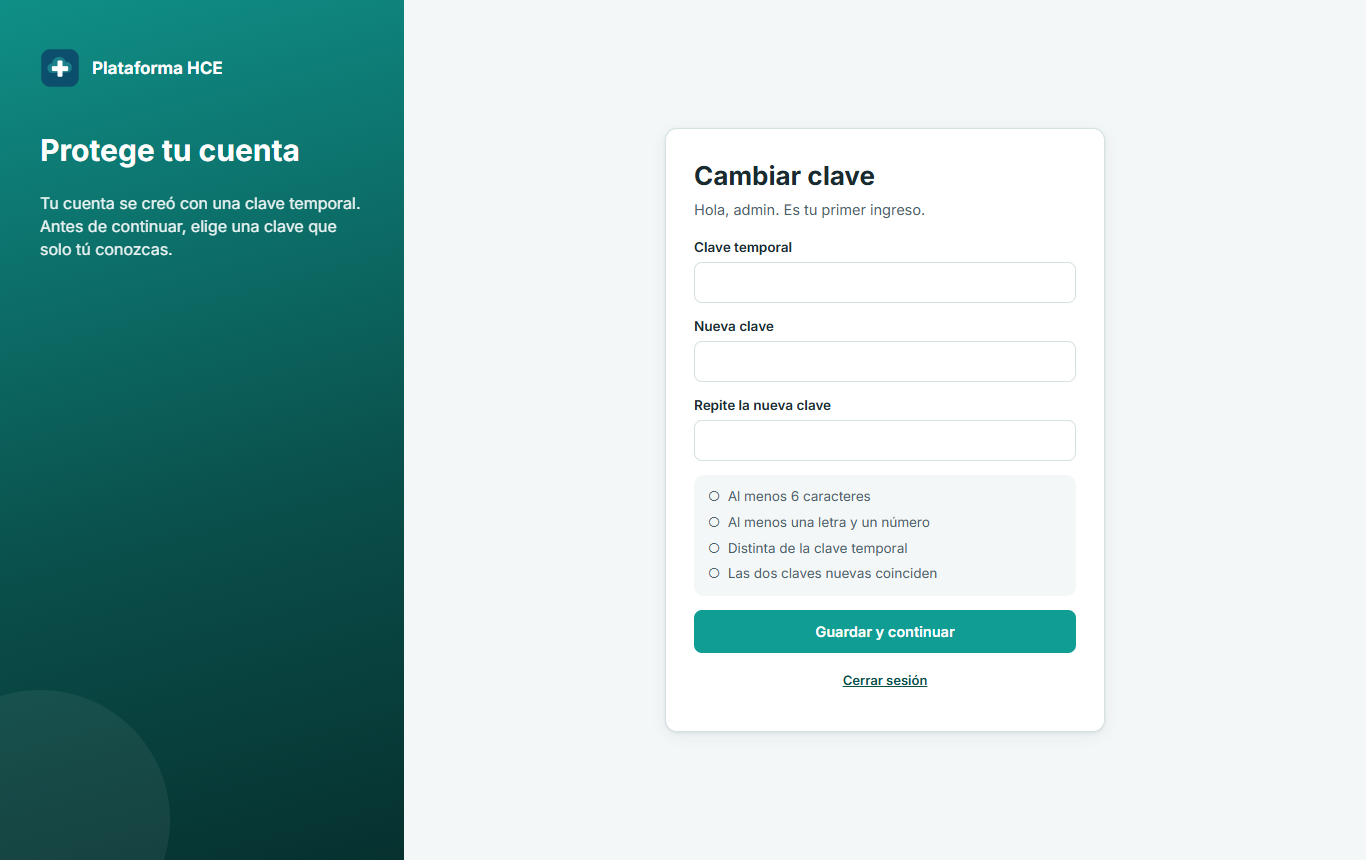 Plataforma HCE
Protege tu cuenta
Tu cuenta se creó con una clave temporal.
Antes de continuar, elige una clave que
solo tú conozcas.
Cambiar clave
Hola, admin. Es tu primer ingreso.
Clave temporal
Nueva clave
Repite la nueva clave
Al menos 6 caracteres
Al menos una letra y un número
Distinta de la clave temporal
Las dos claves nuevas coinciden
Guardar y continuar
Cerrar sesión